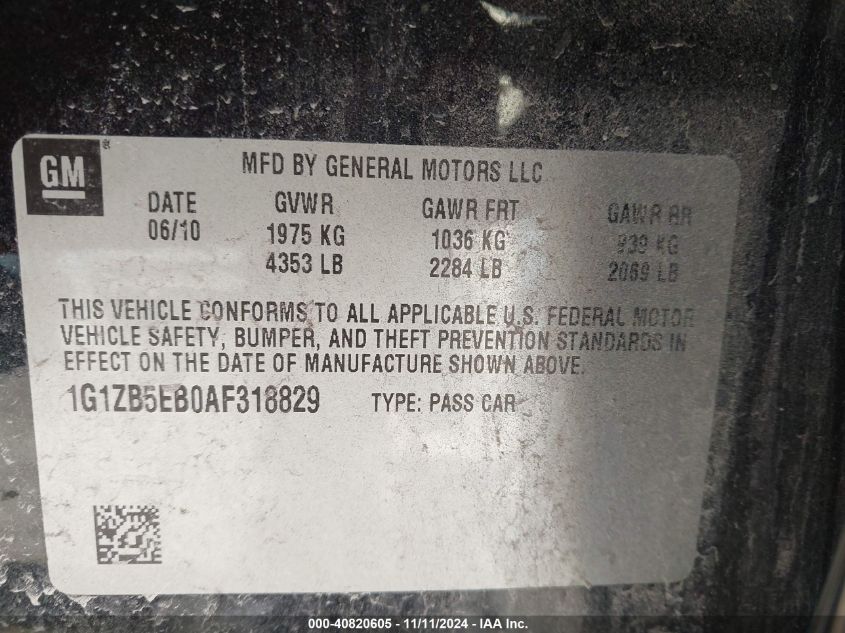 GM ®
MFD BY GENERAL MOTORS LLC
DATE GVWR GAWR FRT GAWR RR
06/10 1975 KG 1036 KG 939 KG
4353 LB 2284 LB 2069 LB
THIS VEHICLE CONFORMS TO ALL APPLICABLE U.S. FEDERAL MOTOR
VEHICLE SAFETY, BUMPER, AND THEFT PREVENTION STANDARDS IN
EFFECT ON THE DATE OF MANUFACTURE SHOWN ABOVE.
1G1ZB5EB0AF318829 TYPE: PASS CAR
000-40820605 - 11/11/2024 - IAA Inc.